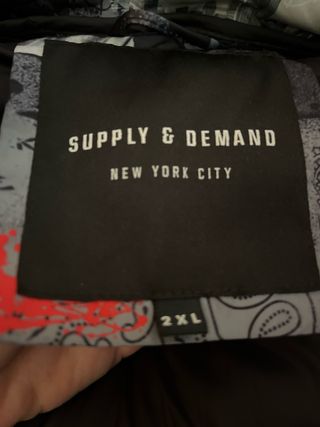 SUPPLY & DEMAND
NEW YORK CITY
2XL